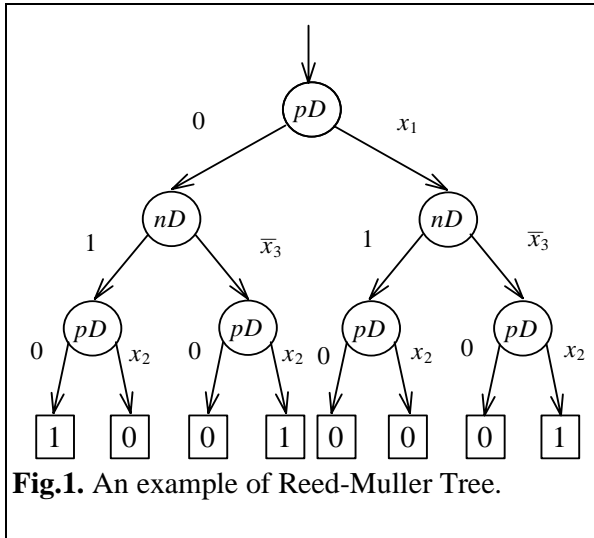 pD
0 x₁
nD nD
1 x̅₃ 1 x̅₃
pD pD pD pD
0 x₂ 0 x₂ 0 x₂ 0 x₂
1 0 0 1 0 0 0 1
Fig.1. An example of Reed-Muller Tree.